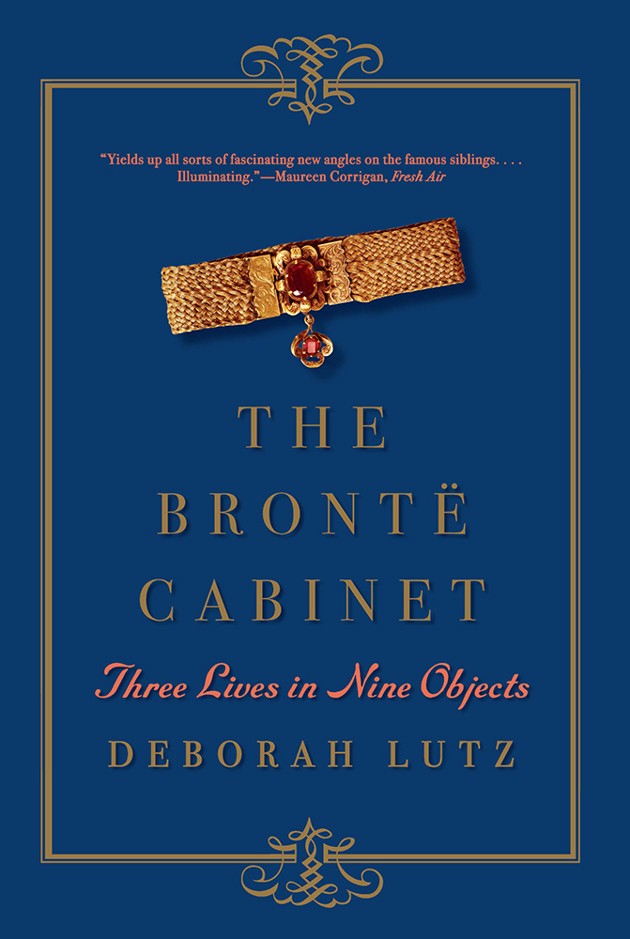 “Yields up all sorts of fascinating new angles on the famous siblings. . . .
Illuminating.”—Maureen Corrigan, Fresh Air
THE
BRONTË
CABINET
Three Lives in Nine Objects
DEBORAH LUTZ